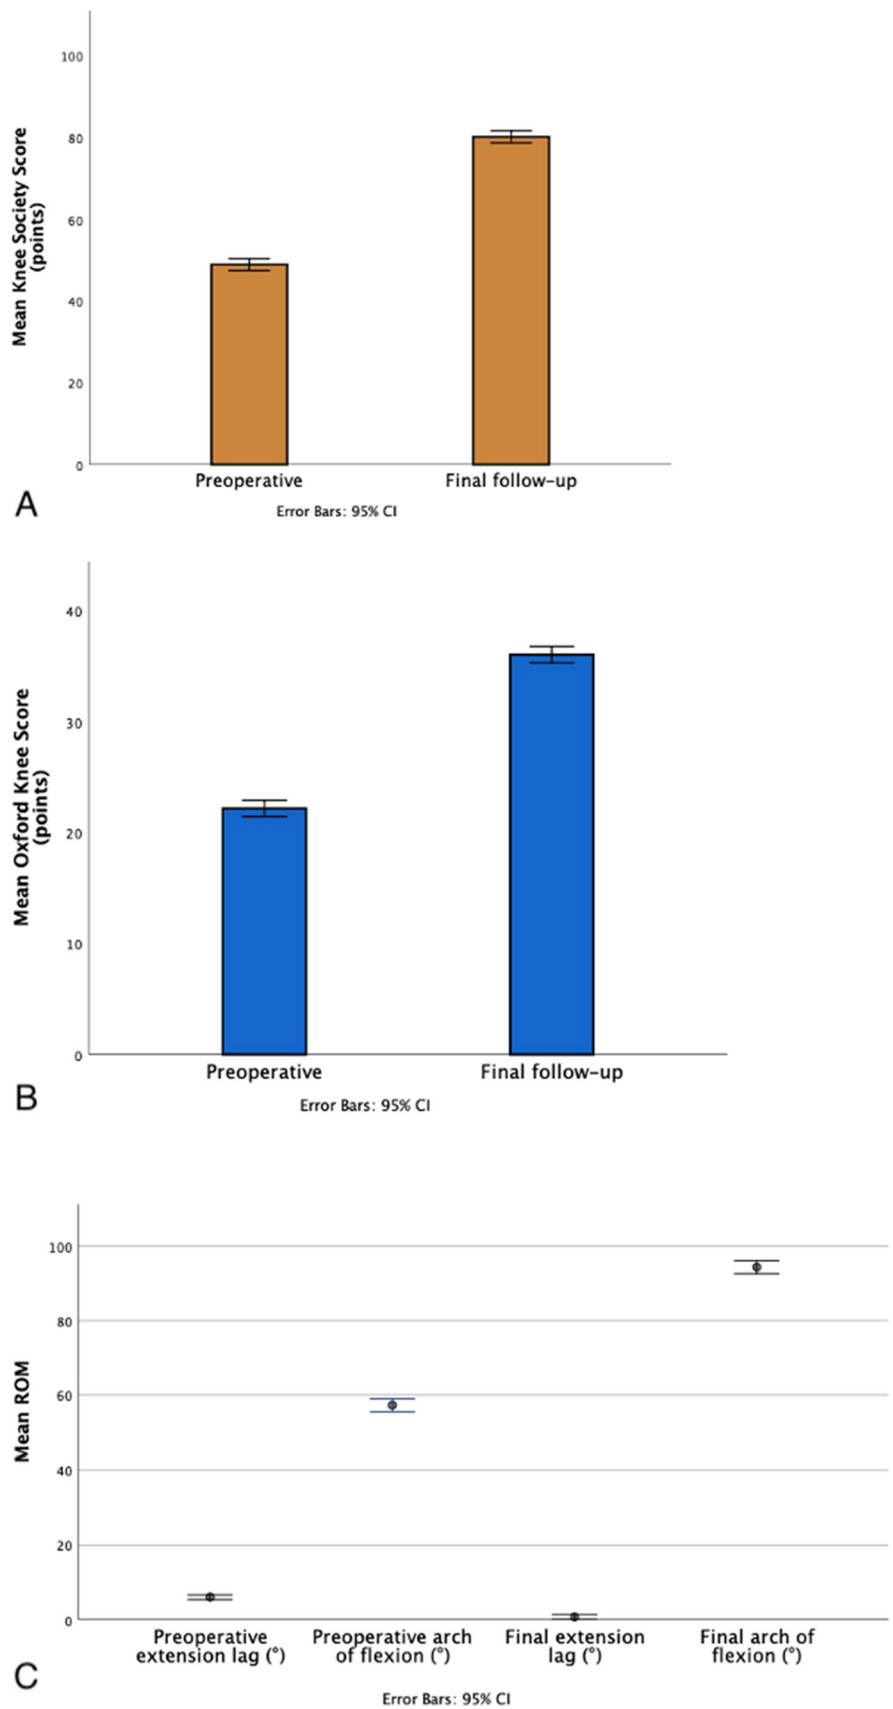 Mean Knee Society Score
(points)
100
80
60
40
20
0
Preoperative
Final follow-up
Error Bars: 95% CI
A
Mean Oxford Knee Score
(points)
40
30
20
10
0
Preoperative
Final follow-up
Error Bars: 95% CI
B
Mean ROM
100
80
60
40
20
0
Preoperative
extension lag (°)
Preoperative arch
of flexion (°)
Final extension
lag (°)
Final arch of
flexion (°)
Error Bars: 95% CI
C